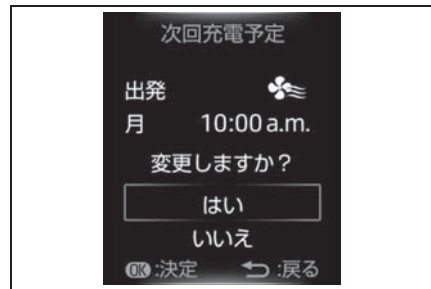 次回充電予定
出発
月 10:00 a.m.
変更しますか？
はい
いいえ
OK :決定 :戻る